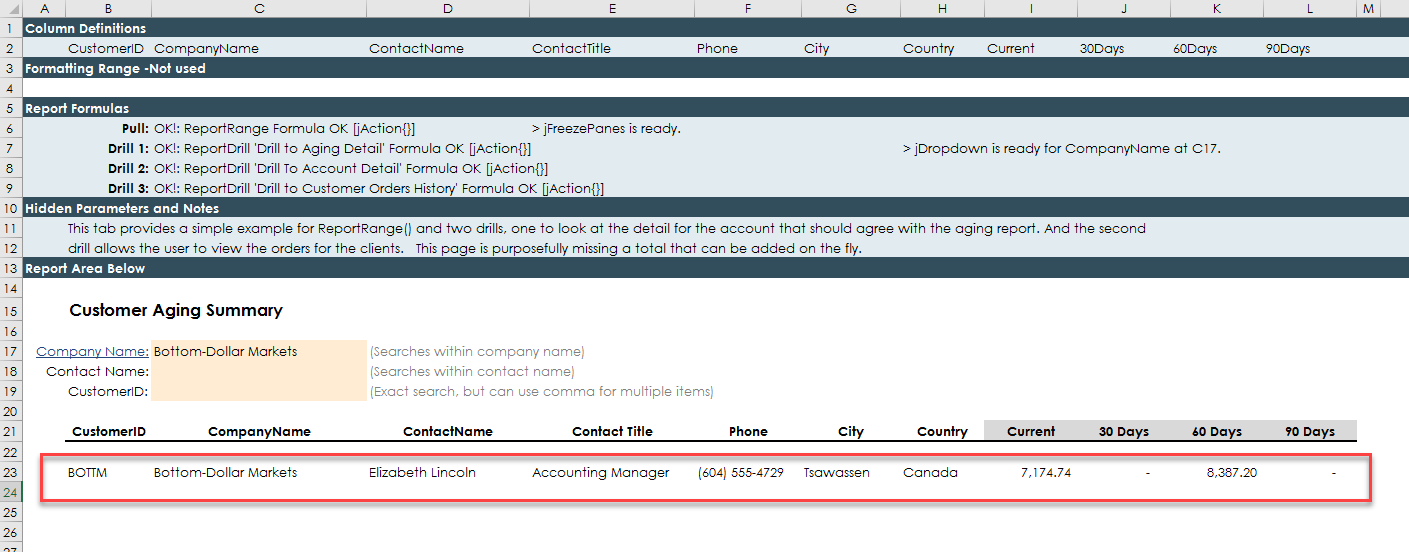 A B C D E F G H I J K L M
1 Column Definitions
2 CustomerID CompanyName ContactName ContactTitle Phone City Country Current 30Days 60Days 90Days
3 Formatting Range -Not used
4
5 Report Formulas
6 Pull: OK!: ReportRange Formula OK [jAction{}] > jFreezePanes is ready.
7 Drill 1: OK!: ReportDrill 'Drill to Aging Detail' Formula OK [jAction{}] > jDropdown is ready for CompanyName at C17.
8 Drill 2: OK!: ReportDrill 'Drill To Account Detail' Formula OK [jAction{}]
9 Drill 3: OK!: ReportDrill 'Drill to Customer Orders History' Formula OK [jAction{}]
10 Hidden Parameters and Notes
11 This tab provides a simple example for ReportRange() and two drills, one to look at the detail for the account that should agree with the aging report. And the second
12 drill allows the user to view the orders for the clients. This page is purposefully missing a total that can be added on the fly.
13 Report Area Below
14
15 Customer Aging Summary
16
17 Company Name: Bottom-Dollar Markets (Searches within company name)
18 Contact Name: (Searches within contact name)
19 CustomerID: (Exact search, but can use comma for multiple items)
20
21 CustomerID CompanyName ContactName Contact Title Phone City Country Current 30 Days 60 Days 90 Days
22
23 BOTTM Bottom-Dollar Markets Elizabeth Lincoln Accounting Manager (604) 555-4729 Tsawassen Canada 7,174.74 - 8,387.20 -
24
25
26
27